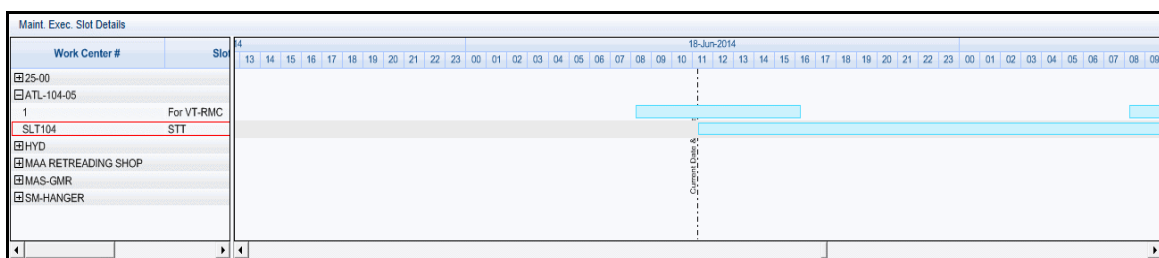 Maint. Exec. Slot Details
Work Center # Slot
4 18-Jun-2014
13 14 15 16 17 18 19 20 21 22 23 00 01 02 03 04 05 06 07 08 09 10 11 12 13 14 15 16 17 18 19 20 21 22 23 00 01 02 03 04 05 06 07 08 09
25-00
ATL-104-05
1 For VT-RMC
SLT104 STT
HYD
MAA RETREADING SHOP
MAS-GMR
SM-HANGER
Current Date &